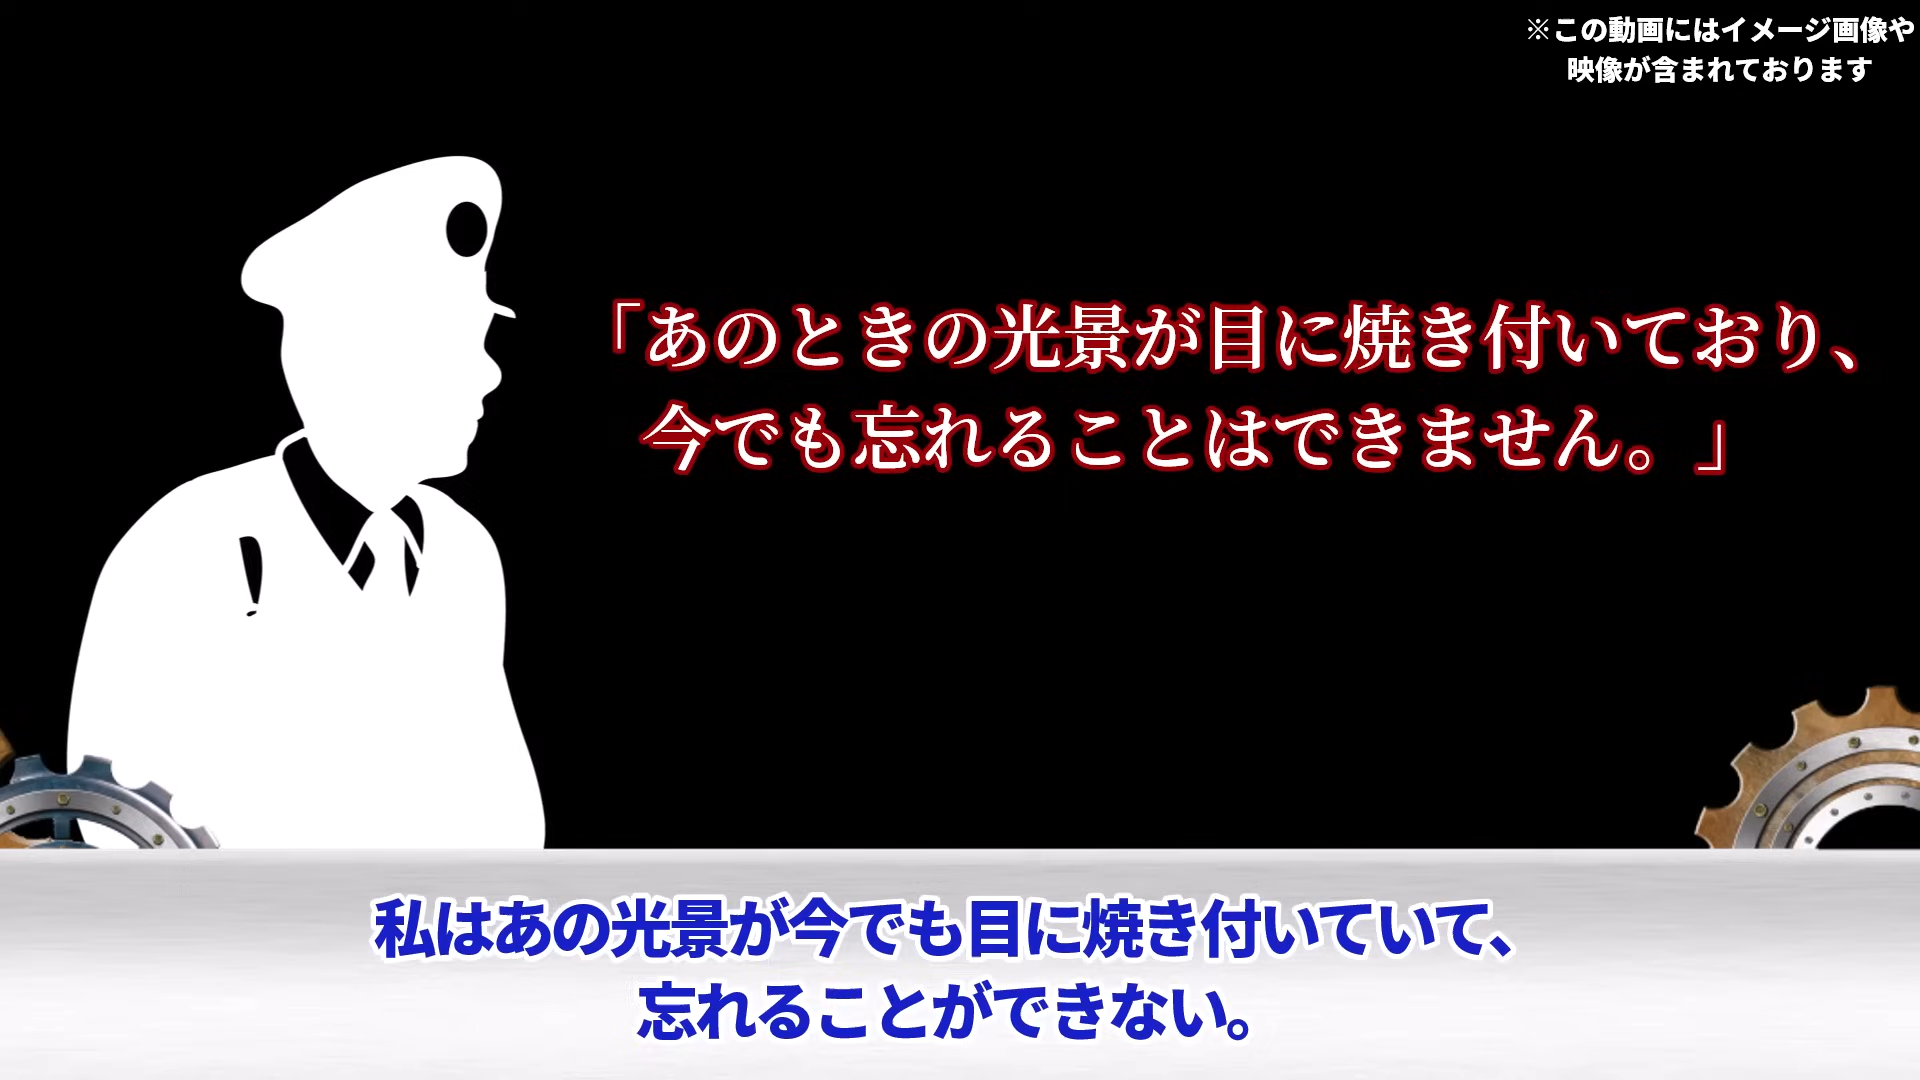 ※この動画にはイメージ画像や
映像が含まれております
「あのときの光景が目に焼き付いており、
今でも忘れることはできません。」
私はあの光景が今でも目に焼き付いていて、
忘れることができない。